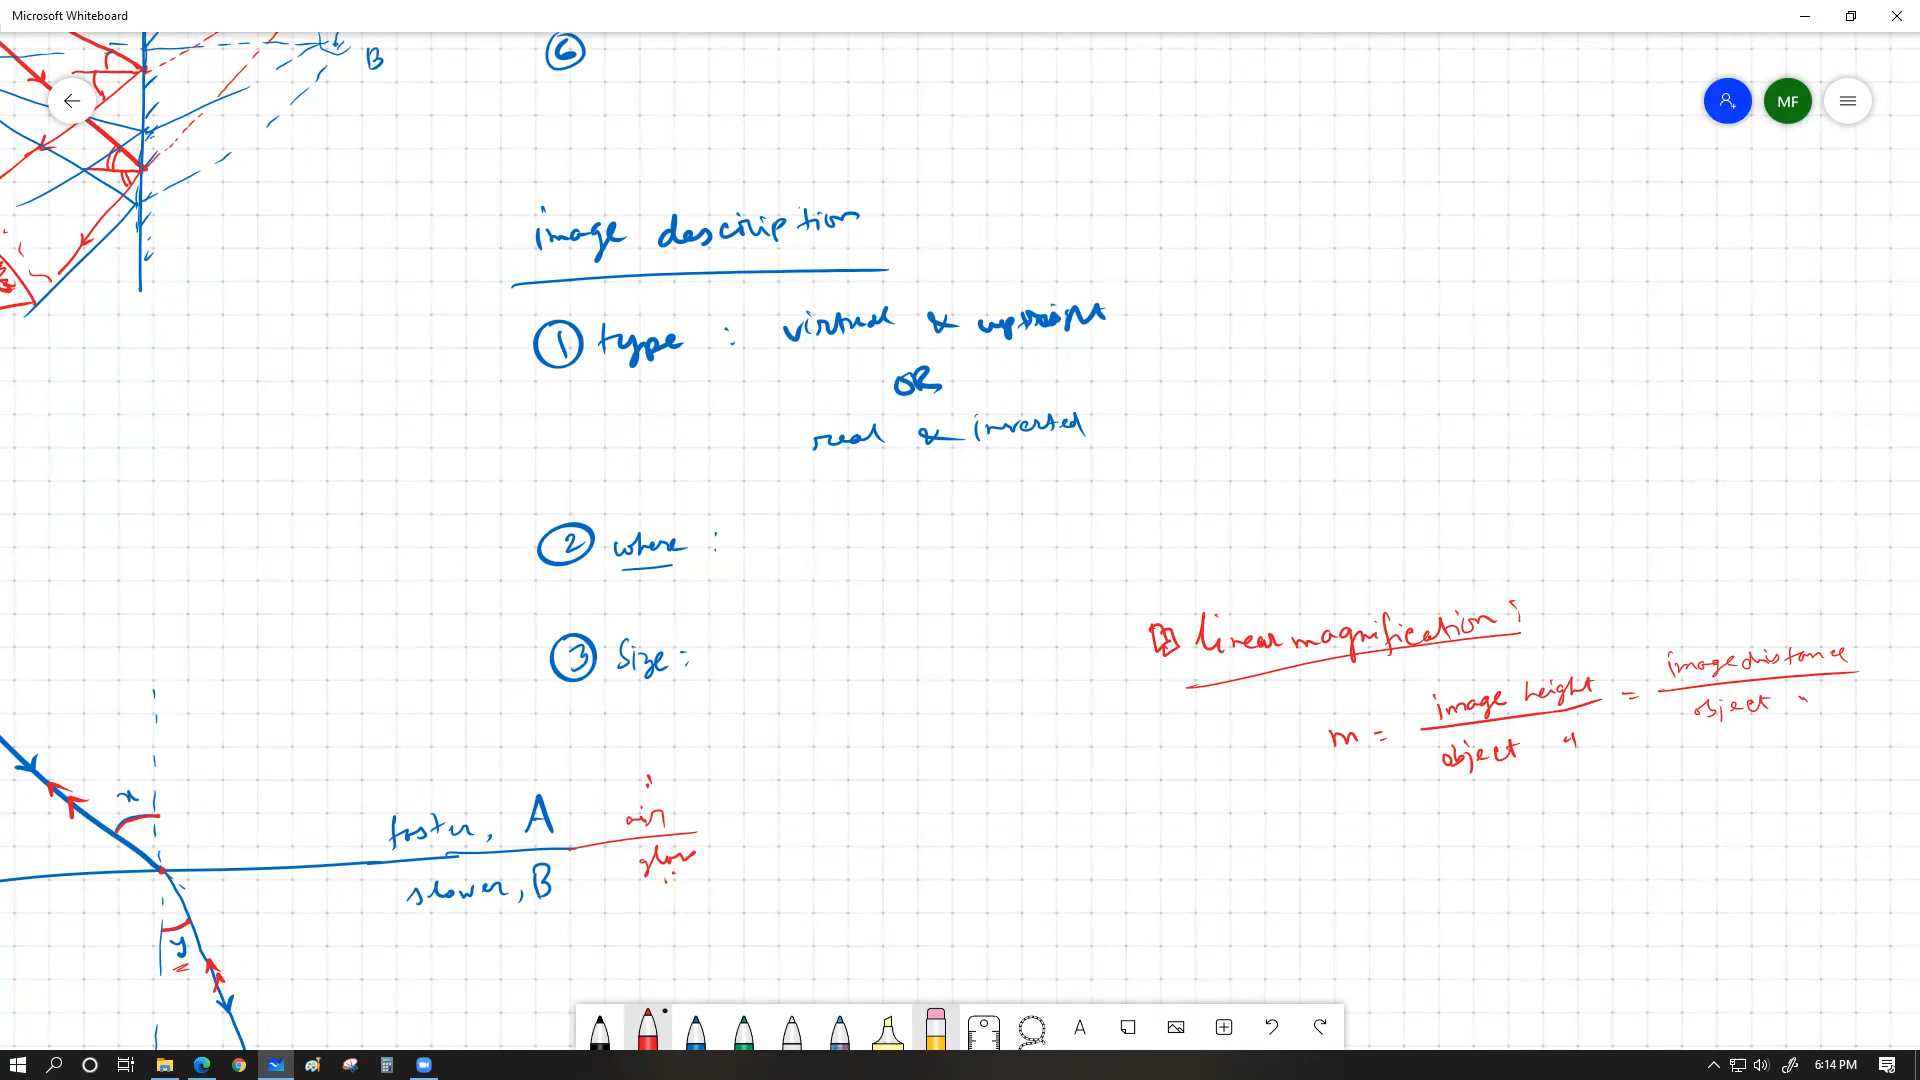 Microsoft Whiteboard
B
6
MF
image description
1 type : virtual & upright
OR
real & inverted
2 where :
3 Size :
linear magnification :
m = image height / object " = image distance / object "
x
faster, A
air
slower, B
y
A
6:14 PM